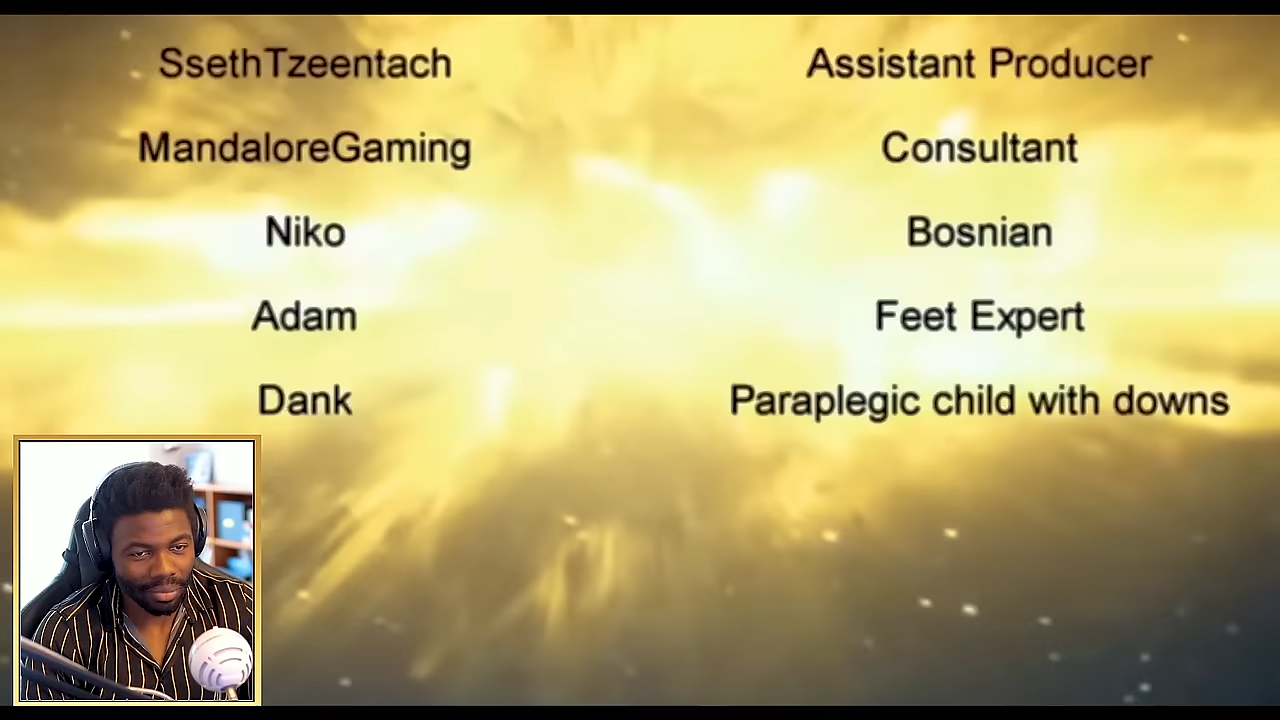 SsethTzeentach Assistant Producer
MandaloreGaming Consultant
Niko Bosnian
Adam Feet Expert
Dank Paraplegic child with downs